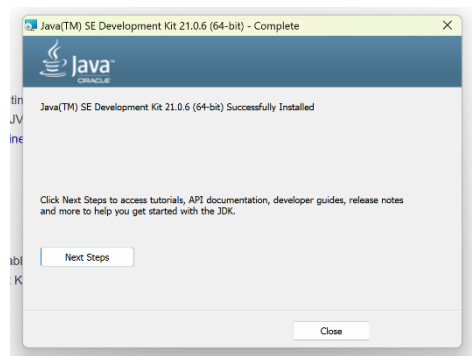 Java(TM) SE Development Kit 21.0.6 (64-bit) - Complete
Java
ORACLE
Java(TM) SE Development Kit 21.0.6 (64-bit) Successfully Installed
Click Next Steps to access tutorials, API documentation, developer guides, release notes
and more to help you get started with the JDK.
Next Steps
Close